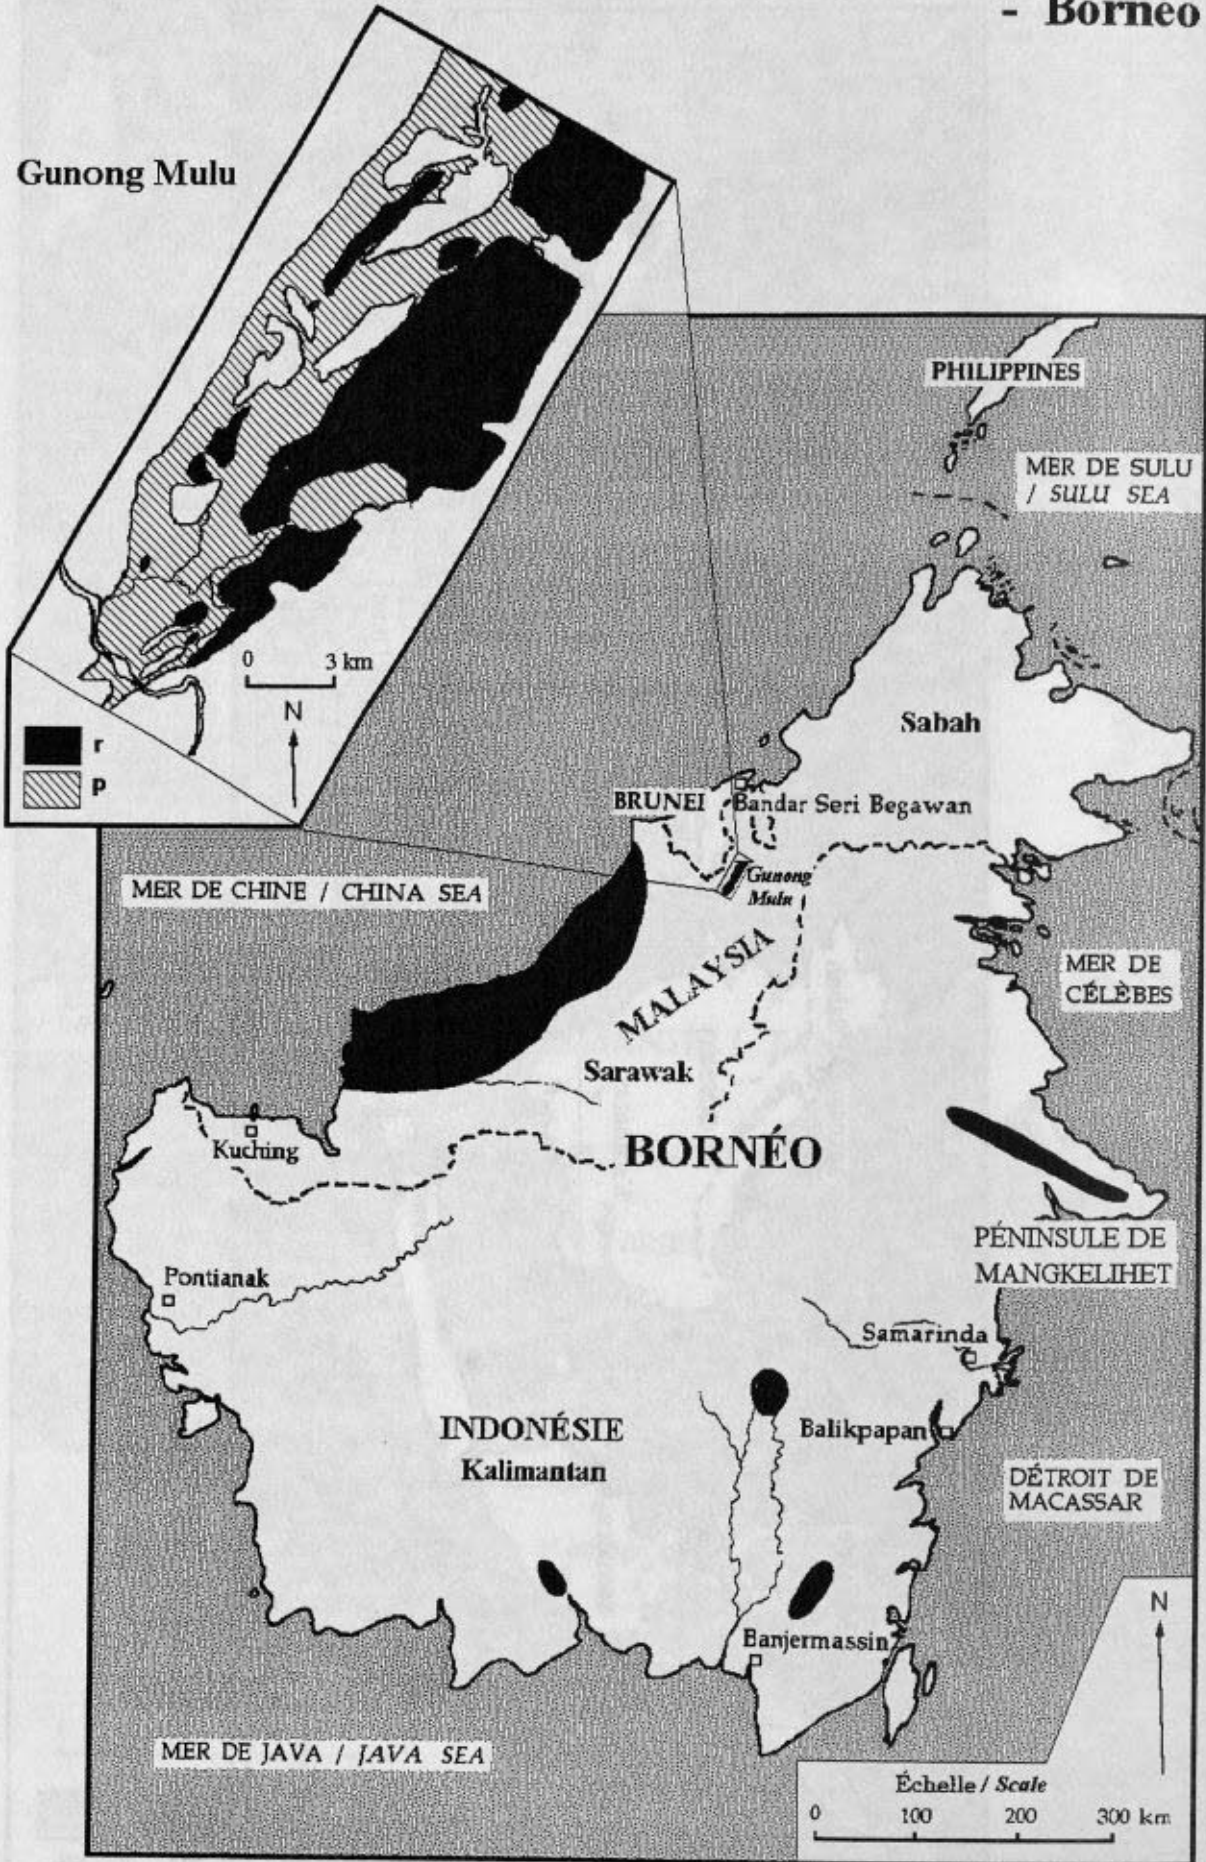 - Borneo
Gunong Mulu
0 3 km
N
r
p
PHILIPPINES
MER DE SULU
/ SULU SEA
Sabah
BRUNEI
Bandar Seri Begawan
Gunong
Mulu
MER DE CHINE / CHINA SEA
MALAYSIA
MER DE
CÉLÈBES
Sarawak
Kuching
BORNÉO
PÉNINSULE DE
MANGKELIHET
Pontianak
Samarinda
INDONÉSIE
Kalimantan
Balikpapan
DÉTROIT DE
MACASSAR
Banjermassin
N
MER DE JAVA / JAVA SEA
Échelle / Scale
0 100 200 300 km